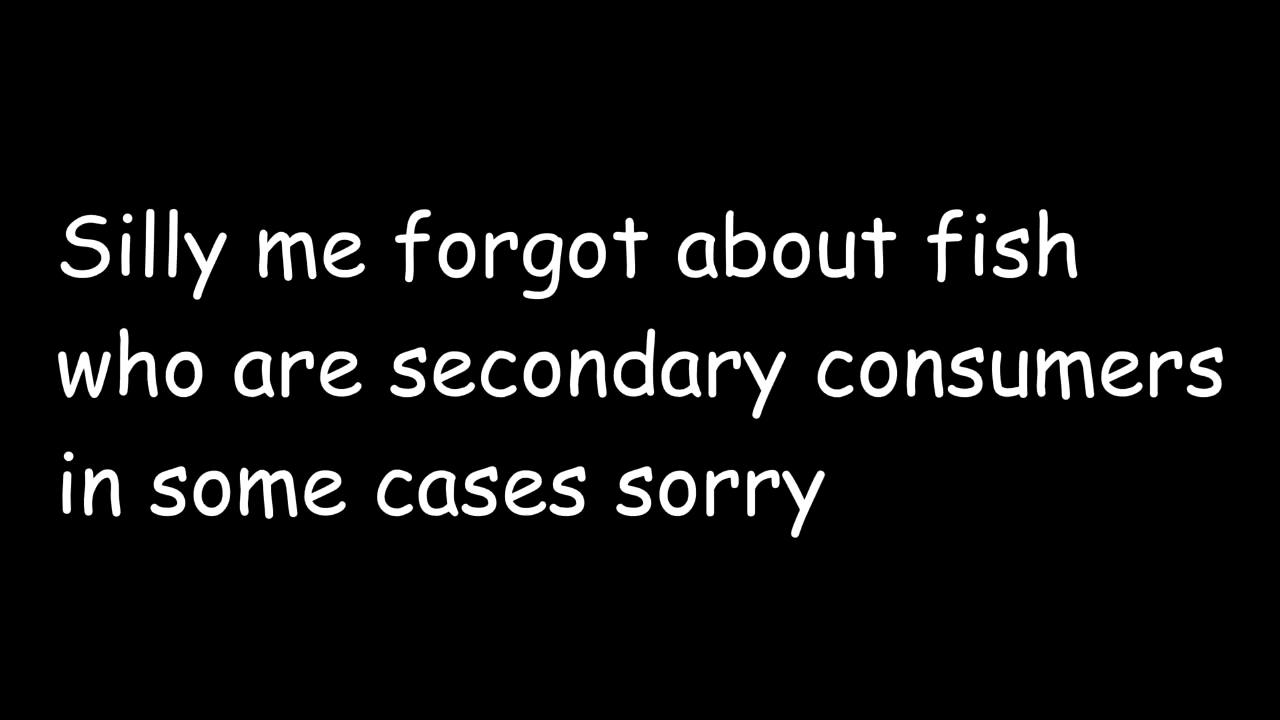 Silly me forgot about fish
who are secondary consumers
in some cases sorry